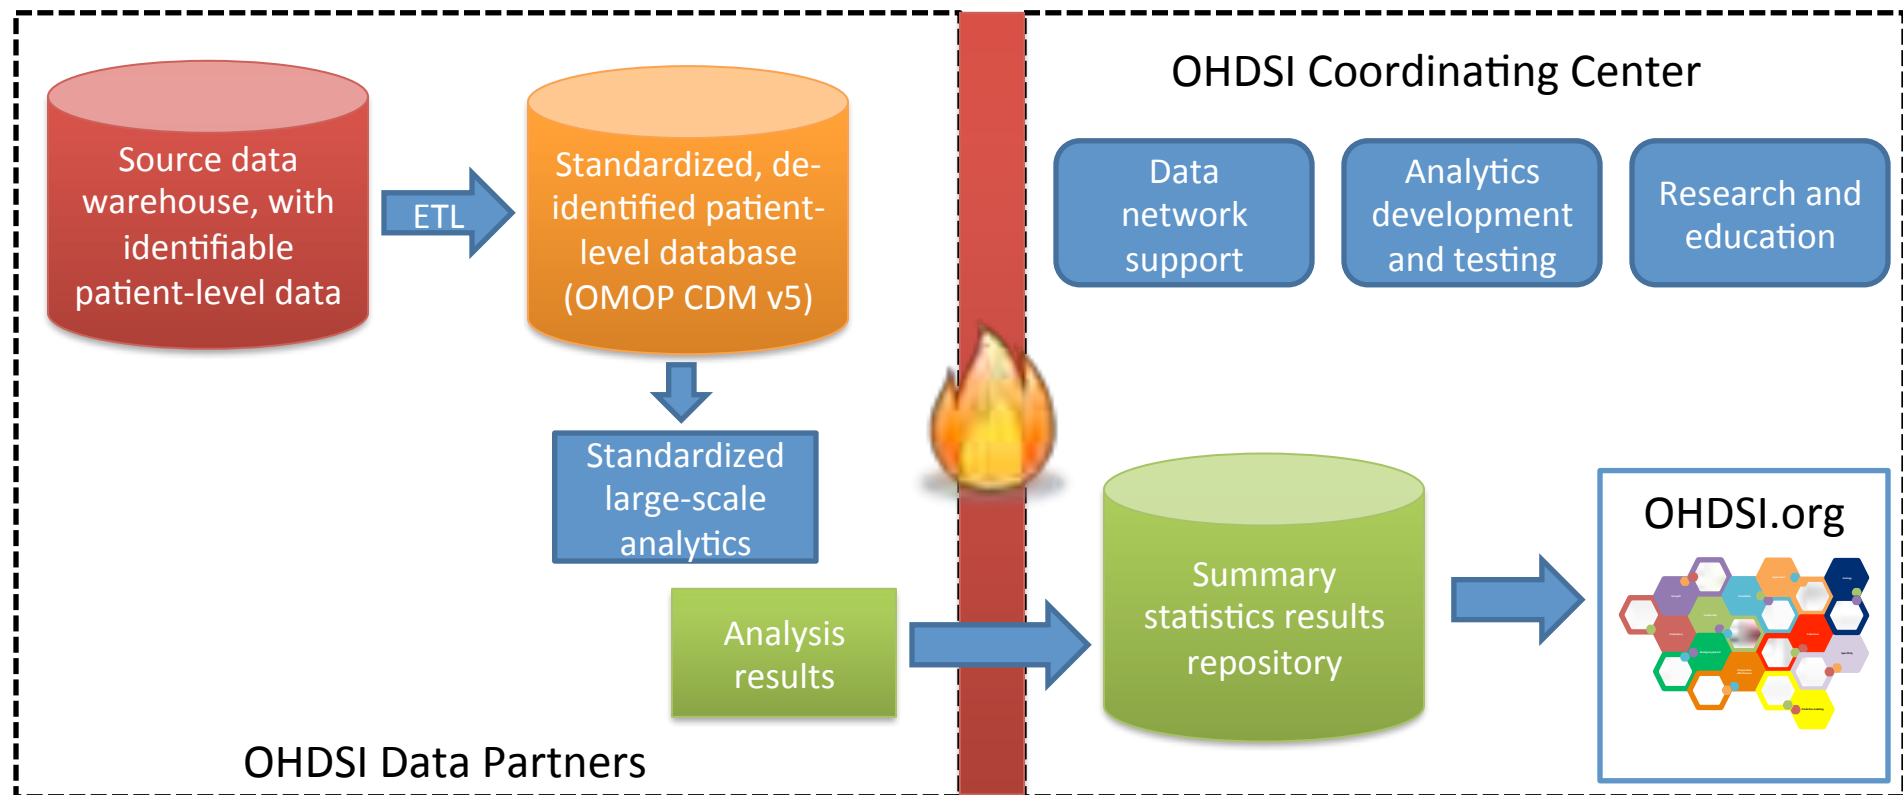 Source data
warehouse, with
identifiable
patient-level data
ETL
Standardized, de-
identified patient-
level database
(OMOP CDM v5)
Standardized
large-scale
analytics
Analysis
results
OHDSI Data Partners
OHDSI Coordinating Center
Data
network
support
Analytics
development
and testing
Research and
education
Summary
statistics results
repository
OHDSI.org